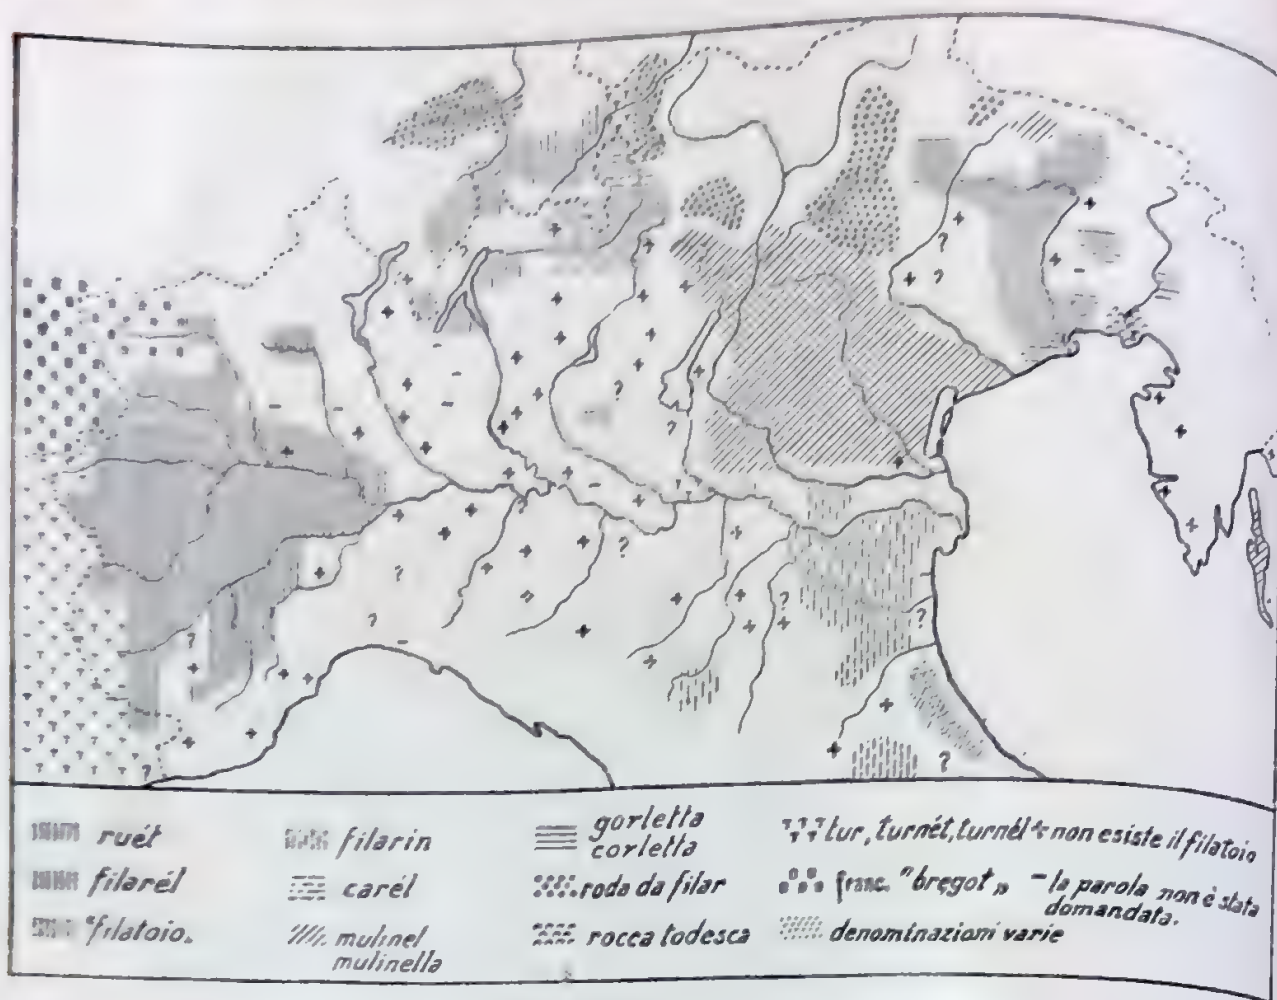 ruét
filarél
"filatoio„
filarin
carél
mulinel
mulinella
gorletta
corletta
roda da filar
rocca todesca
tur, turnét, turnél
franc. "bregot„
denominazioni varie
+ non esiste il filatoio
- la parola non è stata
domandata.